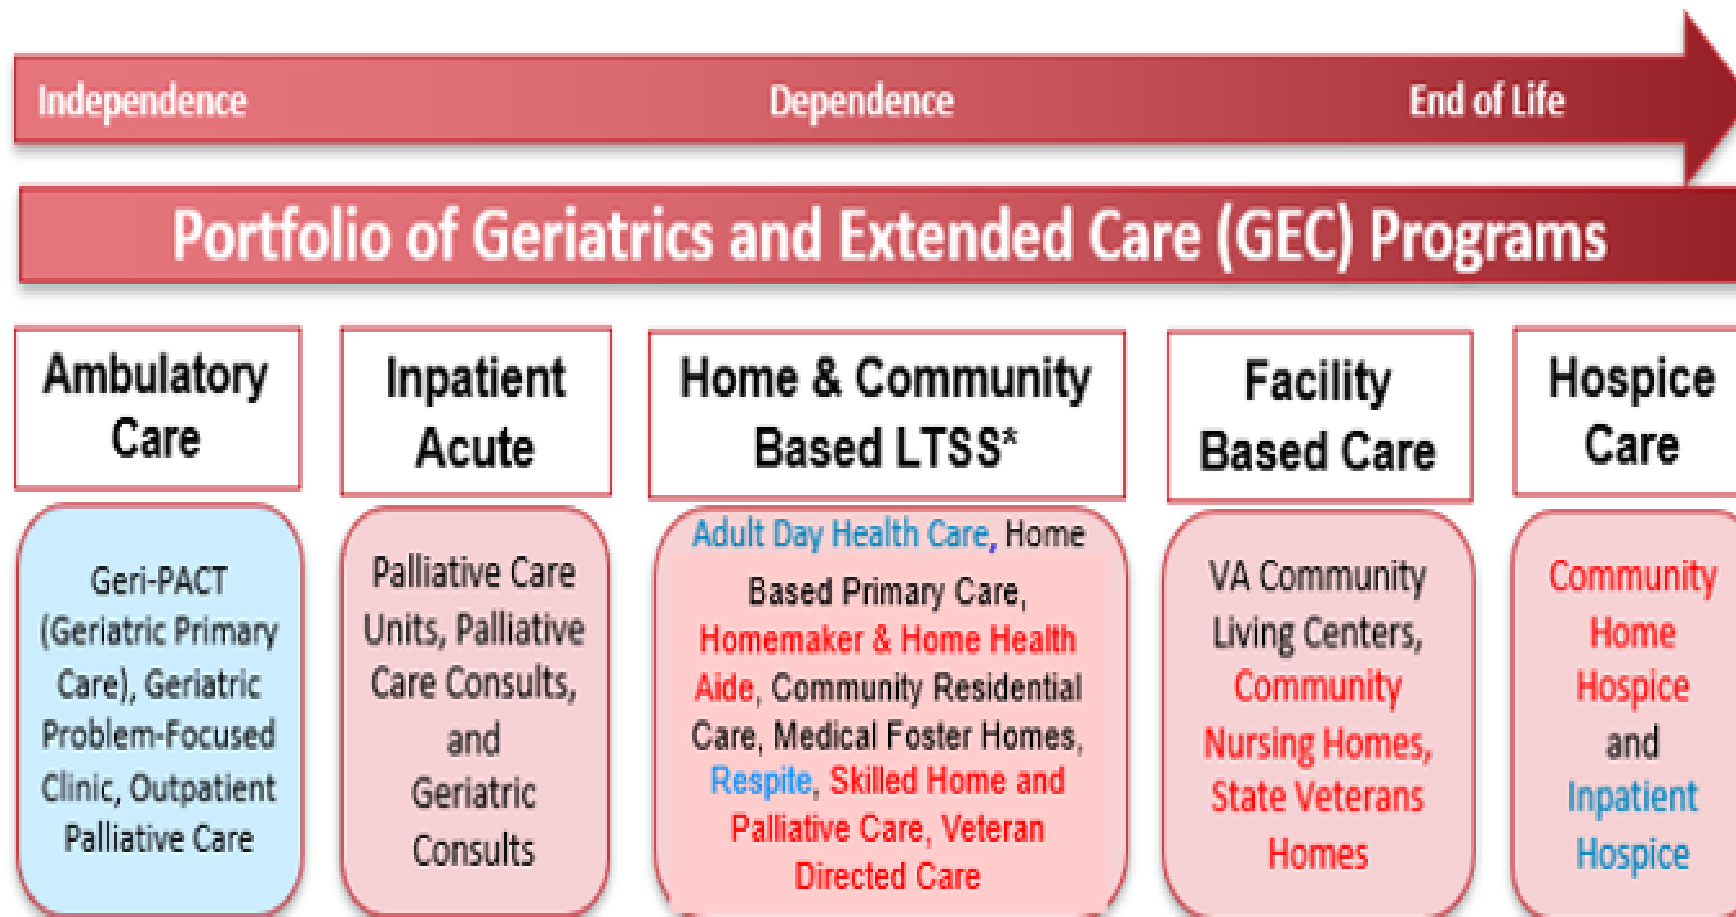 Independence
Dependence
End of Life
Portfolio of Geriatrics and Extended Care (GEC) Programs
Ambulatory
Care
Geri-PACT
(Geriatric Primary
Care), Geriatric
Problem-Focused
Clinic, Outpatient
Palliative Care
Inpatient
Acute
Palliative Care
Units, Palliative
Care Consults,
and
Geriatric
Consults
Home & Community
Based LTSS*
Adult Day Health Care, Home
Based Primary Care,
Homemaker & Home Health
Aide, Community Residential
Care, Medical Foster Homes,
Respite, Skilled Home and
Palliative Care, Veteran
Directed Care
Facility
Based Care
VA Community
Living Centers,
Community
Nursing Homes,
State Veterans
Homes
Hospice
Care
Community
Home
Hospice
and
Inpatient
Hospice